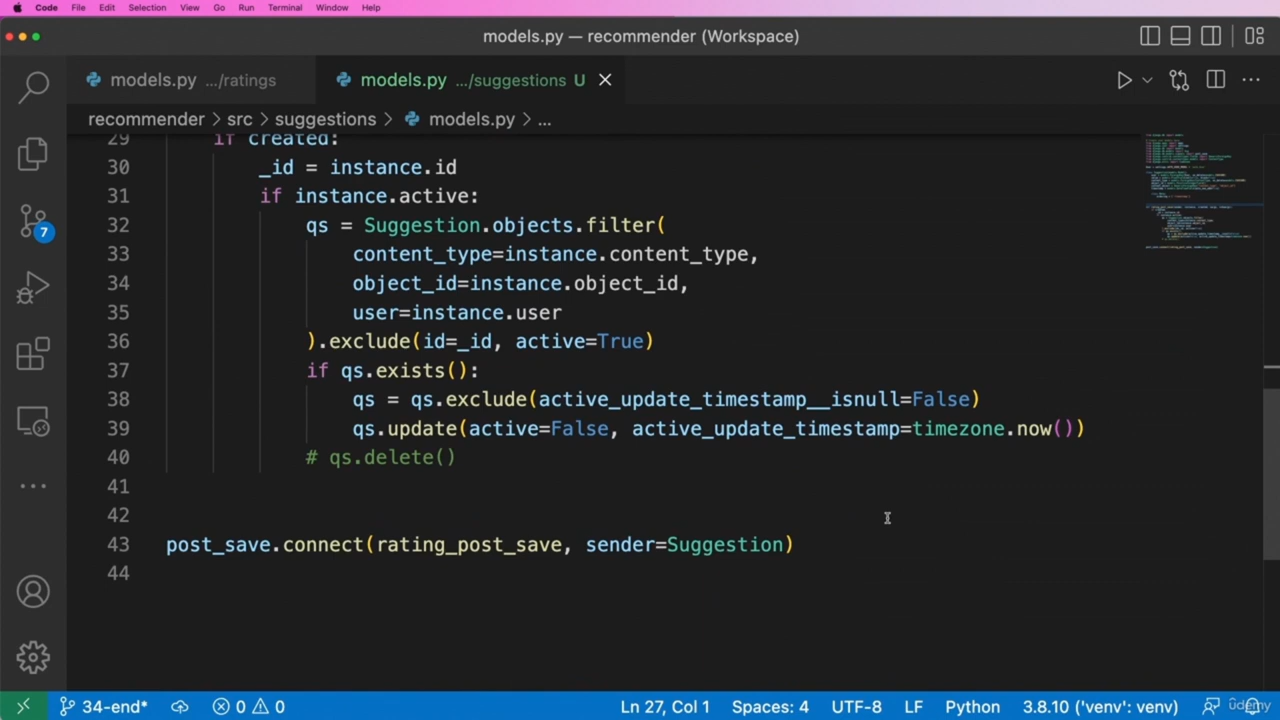 Code File Edit Selection View Go Run Terminal Window Help
models.py — recommender (Workspace)
models.py .../ratings models.py .../suggestions U
recommender > src > suggestions > models.py > ...
29 if created:
30 _id = instance.id
31 if instance.active:
32 qs = Suggestion.objects.filter(
33 content_type=instance.content_type,
34 object_id=instance.object_id,
35 user=instance.user
36 ).exclude(id=_id, active=True)
37 if qs.exists():
38 qs = qs.exclude(active_update_timestamp__isnull=False)
39 qs.update(active=False, active_update_timestamp=timezone.now())
40 # qs.delete()
41
42
43 post_save.connect(rating_post_save, sender=Suggestion)
44
7
34-end* 0 0 Ln 27, Col 1 Spaces: 4 UTF-8 LF Python 3.8.10 ('venv': venv) udemy